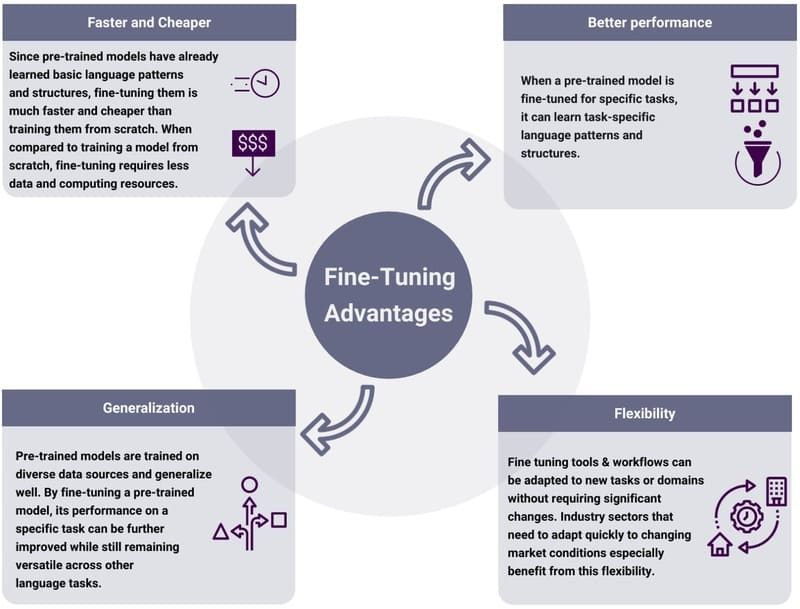 Faster and Cheaper
Since pre-trained models have already
learned basic language patterns
and structures, fine-tuning them is
much faster and cheaper than
training them from scratch. When
compared to training a model from
scratch, fine-tuning requires less
data and computing resources.
$$$
Better performance
When a pre-trained model is
fine-tuned for specific tasks,
it can learn task-specific
language patterns and
structures.
Fine-Tuning
Advantages
Generalization
Pre-trained models are trained on
diverse data sources and generalize
well. By fine-tuning a pre-trained
model, its performance on a
specific task can be further
improved while still remaining
versatile across other
language tasks.
Flexibility
Fine tuning tools & workflows can
be adapted to new tasks or domains
without requiring significant
changes. Industry sectors that
need to adapt quickly to changing
market conditions especially
benefit from this flexibility.